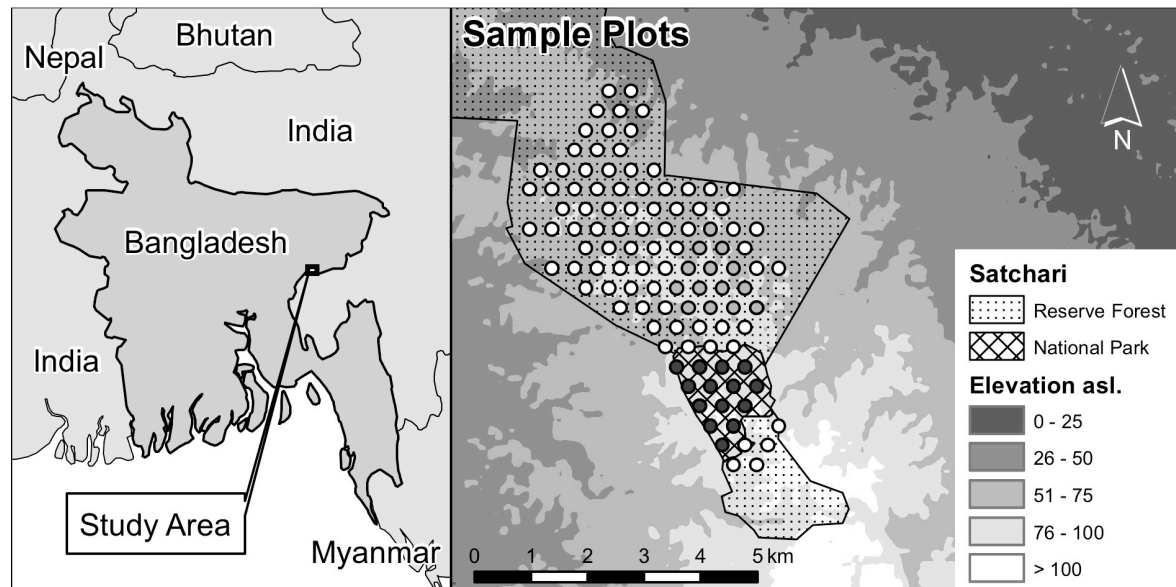 Nepal
Bhutan
India
Bangladesh
India
Study Area
Myanmar
Sample Plots
N
0 1 2 3 4 5 km
Satchari
Reserve Forest
National Park
Elevation asl.
0 - 25
26 - 50
51 - 75
76 - 100
> 100